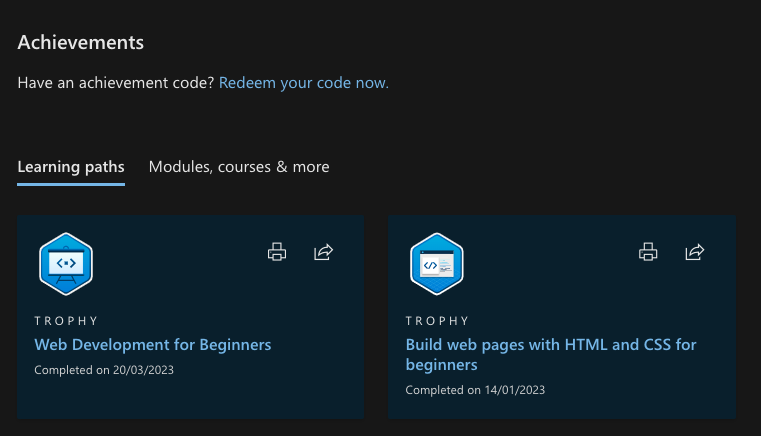 Achievements
Have an achievement code? Redeem your code now.
Learning paths Modules, courses & more
TROPHY
Web Development for Beginners
Completed on 20/03/2023
TROPHY
Build web pages with HTML and CSS for
beginners
Completed on 14/01/2023